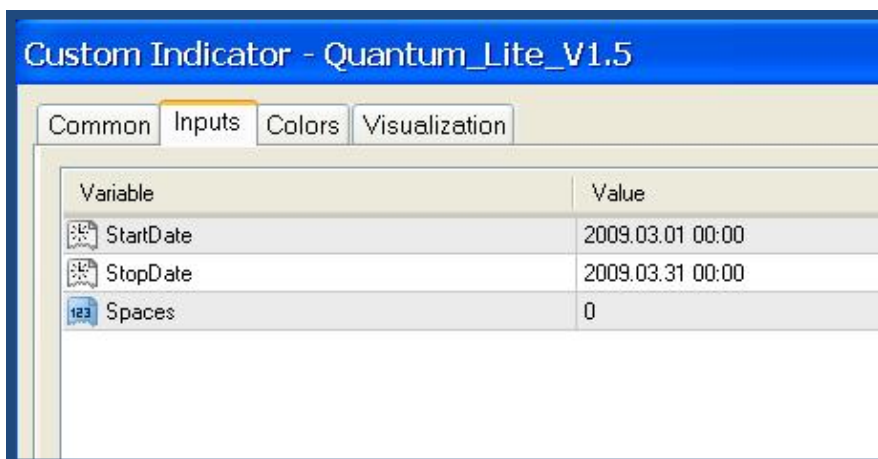 Custom Indicator - Quantum_Lite_V1.5
Common Inputs Colors Visualization
Variable Value
StartDate 2009.03.01 00:00
StopDate 2009.03.31 00:00
123 Spaces 0